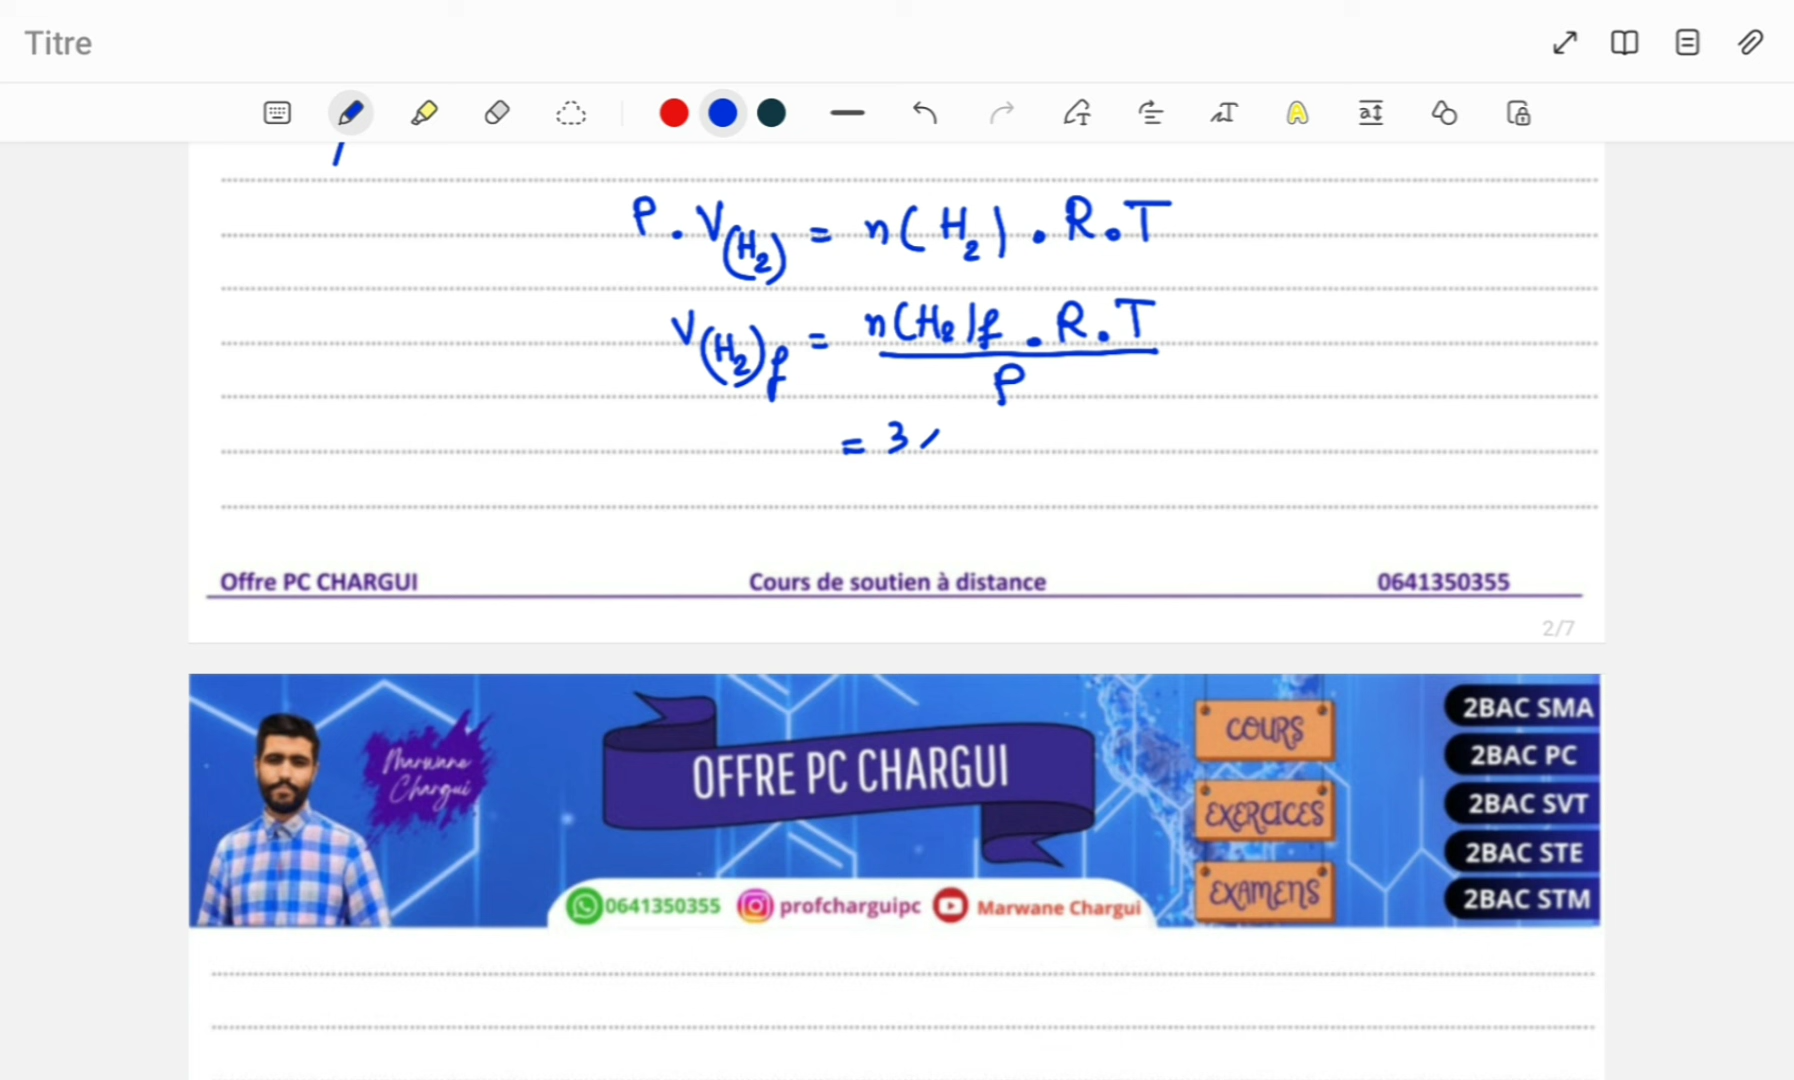 Titre
P . V(H2) = n(H2) . R.T
V(H2)f = n(H2)f . R.T / P
= 3,
Offre PC CHARGUI Cours de soutien à distance 0641350355
2/7
Marwane Chargui
OFFRE PC CHARGUI
COURS
EXERCICES
EXAMENS
2BAC SMA
2BAC PC
2BAC SVT
2BAC STE
2BAC STM
0641350355 profcharguipc Marwane Chargui